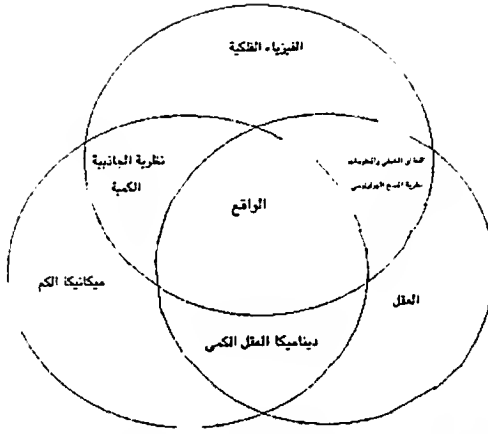 الفيزياء الفلكية
نظرية الجاذبية
الكمية
الواقع
ميكانيكا الكم
العقل
ديناميكا العقل الكمي